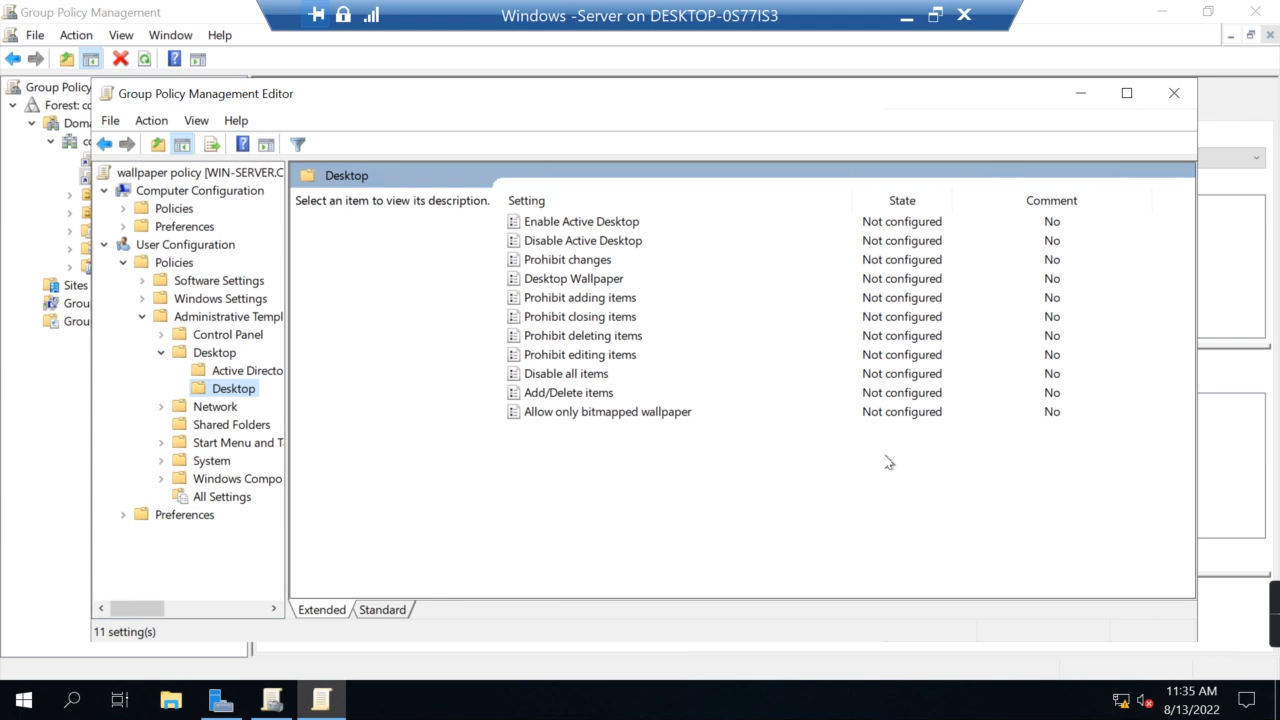 Group Policy Management
Windows -Server on DESKTOP-0S77IS3
File Action View Window Help
Group Policy
Forest: co
Doma
co
Sites
Grou
Grou
Group Policy Management Editor
File Action View Help
wallpaper policy [WIN-SERVER.C
Computer Configuration
Policies
Preferences
User Configuration
Policies
Software Settings
Windows Settings
Administrative Templ
Control Panel
Desktop
Active Directo
Desktop
Network
Shared Folders
Start Menu and T
System
Windows Compo
All Settings
Preferences
Desktop
Select an item to view its description.
Setting State Comment
Enable Active Desktop Not configured No
Disable Active Desktop Not configured No
Prohibit changes Not configured No
Desktop Wallpaper Not configured No
Prohibit adding items Not configured No
Prohibit closing items Not configured No
Prohibit deleting items Not configured No
Prohibit editing items Not configured No
Disable all items Not configured No
Add/Delete items Not configured No
Allow only bitmapped wallpaper Not configured No
Extended Standard
11 setting(s)
11:35 AM
8/13/2022